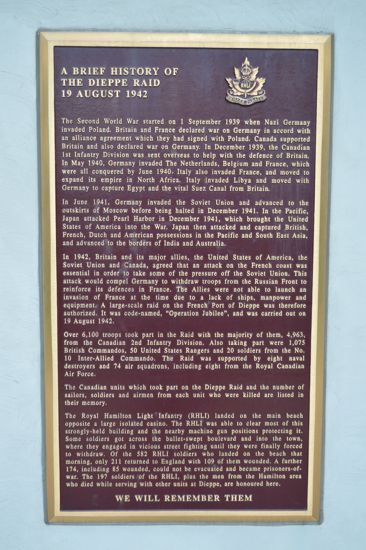 A BRIEF HISTORY OF
THE DIEPPE RAID
19 AUGUST 1942
RHLI
The Second World War started on 1 September 1939 when Nazi Germany
invaded Poland. Britain and France declared war on Germany in accord with
an alliance agreement which they had signed with Poland. Canada supported
Britain and also declared war on Germany. In December 1939, the Canadian
1st Infantry Division was sent overseas to help with the defence of Britain.
In May 1940, Germany invaded The Netherlands, Belgium and France, which
were all conquered by June 1940. Italy also invaded France, and moved to
expand its empire in North Africa. Italy invaded Libya and moved with
Germany to capture Egypt and the vital Suez Canal from Britain.
In June 1941, Germany invaded the Soviet Union and advanced to the
outskirts of Moscow before being halted in December 1941. In the Pacific,
Japan attacked Pearl Harbor in December 1941, which brought the United
States of America into the War. Japan then attacked and captured British,
French, Dutch and American possessions in the Pacific and South East Asia,
and advanced to the borders of India and Australia.
In 1942, Britain and its major allies, the United States of America, the
Soviet Union and Canada, agreed that an attack on the French coast was
essential in order to take some of the pressure off the Soviet Union. This
attack would compel Germany to withdraw troops from the Russian Front to
reinforce its defences in France. The Allies were not able to launch an
invasion of France at the time due to a lack of ships, manpower and
equipment. A large-scale raid on the French Port of Dieppe was therefore
authorized. It was code-named, "Operation Jubilee", and was carried out on
19 August 1942.
Over 6,100 troops took part in the Raid with the majority of them, 4,963,
from the Canadian 2nd Infantry Division. Also taking part were 1,075
British Commandos, 50 United States Rangers and 20 soldiers from the No.
10 Inter-Allied Commando. The Raid was supported by eight naval
destroyers and 74 air squadrons, including eight from the Royal Canadian
Air Force.
The Canadian units which took part on the Dieppe Raid and the number of
sailors, soldiers and airmen from each unit who were killed are listed in
their memory.
The Royal Hamilton Light Infantry (RHLI) landed on the main beach
opposite a large isolated casino. The RHLI was able to clear most of this
strongly-held building and the nearby machine gun positions protecting it.
Some soldiers got across the bullet-swept boulevard and into the town,
where they engaged in vicious street fighting until they were finally forced
to withdraw. Of the 582 RHLI soldiers who landed on the beach that
morning, only 211 returned to England with 109 of them wounded. A further
174, including 85 wounded, could not be evacuated and became prisoners-of-
war. The 197 soldiers of the RHLI, plus the men from the Hamilton area
who died while serving with other units at Dieppe, are honoured here.
WE WILL REMEMBER THEM